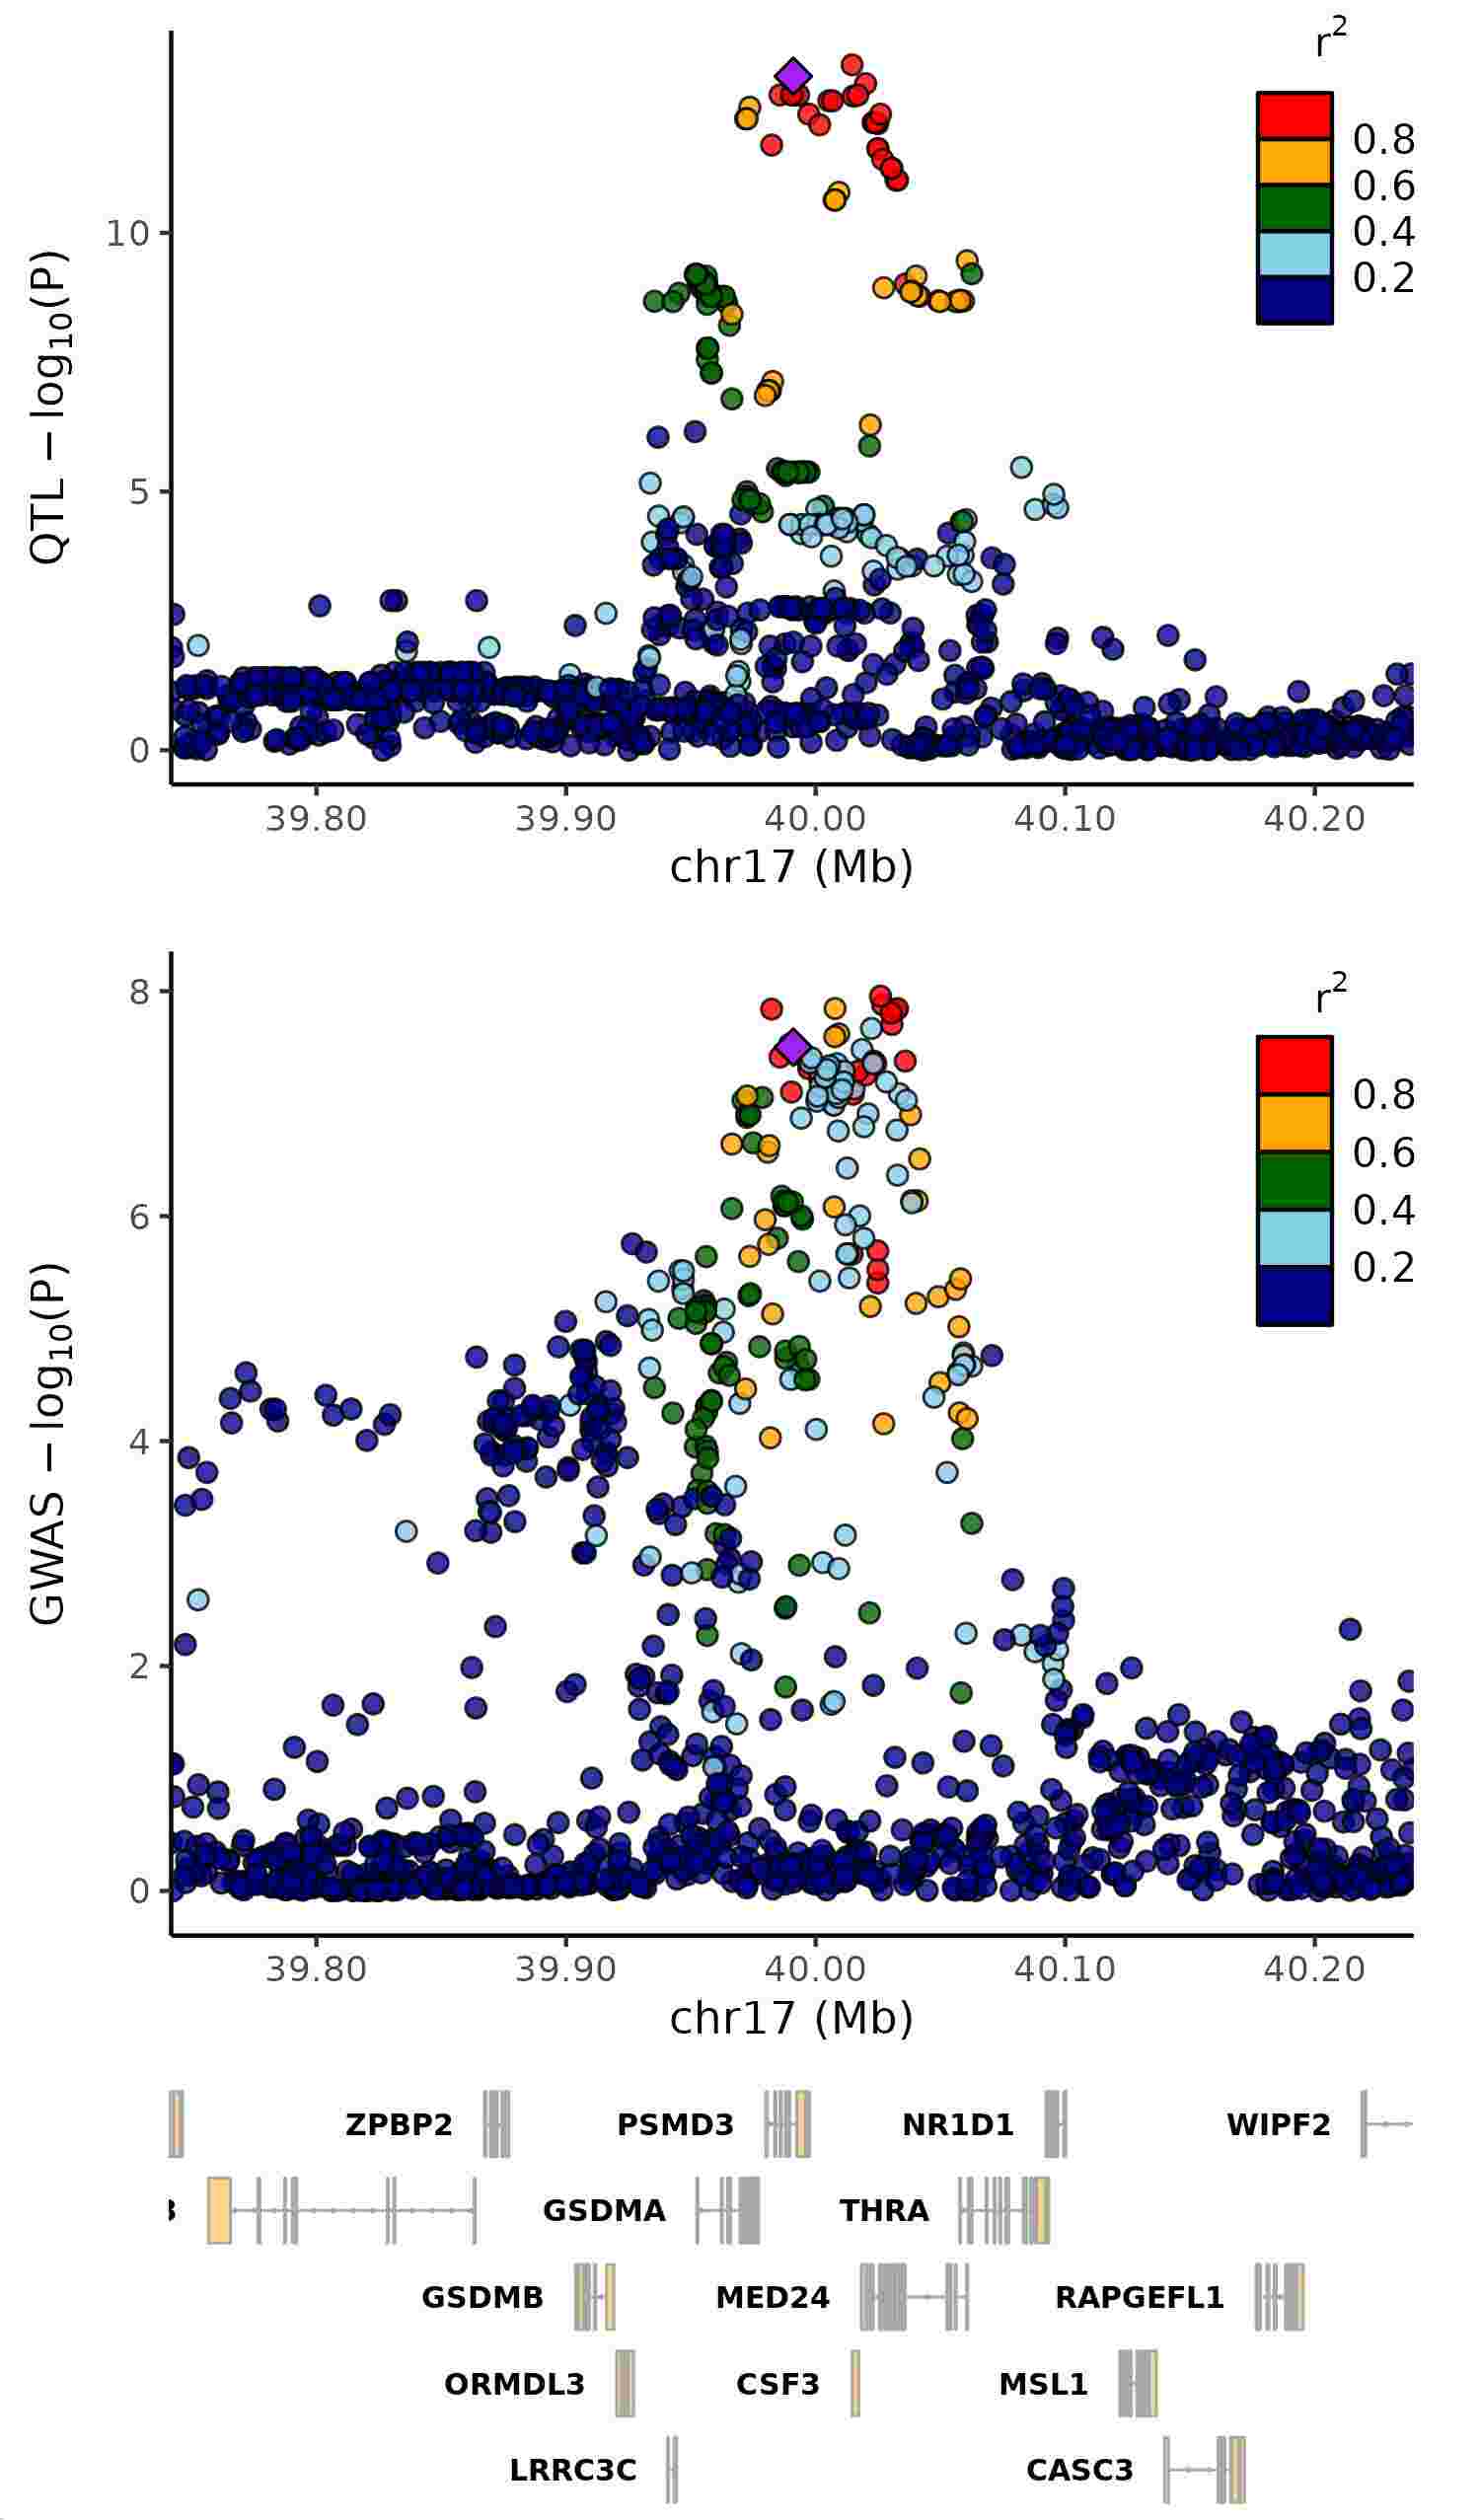 r2
0.8
0.6
0.4
0.2
QTL −log10(P)
10
5
0
39.80 39.90 40.00 40.10 40.20
chr17 (Mb)
r2
0.8
0.6
0.4
0.2
GWAS −log10(P)
8
6
4
2
0
39.80 39.90 40.00 40.10 40.20
chr17 (Mb)
ZPBP2 PSMD3 NR1D1 WIPF2
GSDMA THRA
GSDMB MED24 RAPGEFL1
ORMDL3 CSF3 MSL1
LRRC3C CASC3